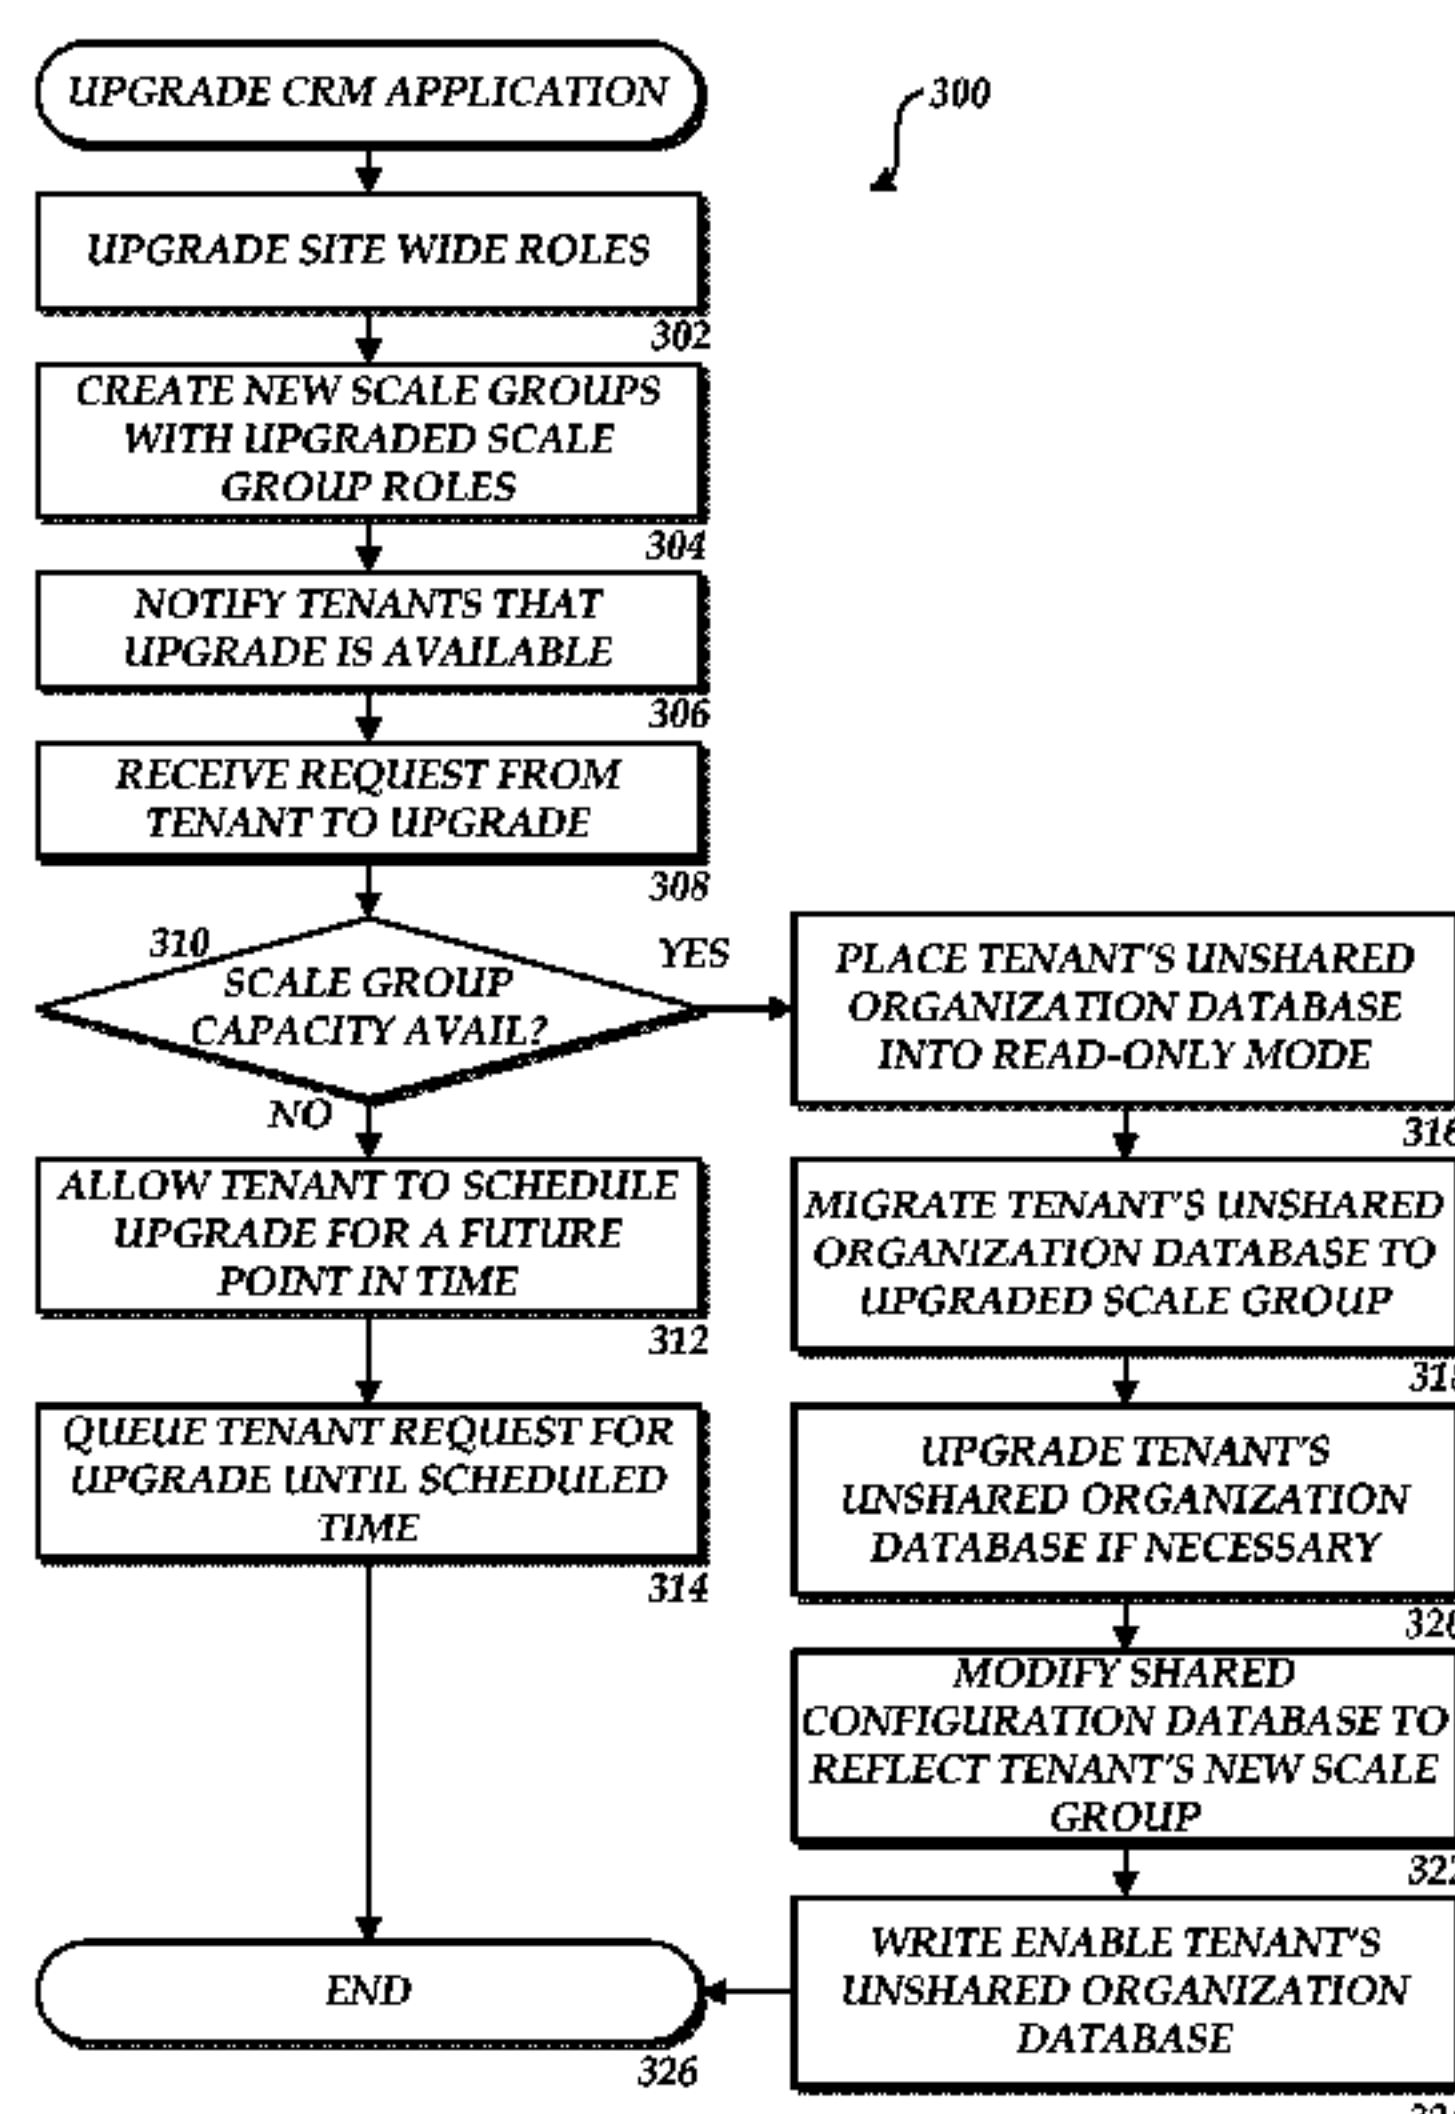 UPGRADE CRM APPLICATION
300
UPGRADE SITE WIDE ROLES
302
CREATE NEW SCALE GROUPS
WITH UPGRADED SCALE
GROUP ROLES
304
NOTIFY TENANTS THAT
UPGRADE IS AVAILABLE
306
RECEIVE REQUEST FROM
TENANT TO UPGRADE
308
310
SCALE GROUP
CAPACITY AVAIL?
YES
NO
ALLOW TENANT TO SCHEDULE
UPGRADE FOR A FUTURE
POINT IN TIME
312
QUEUE TENANT REQUEST FOR
UPGRADE UNTIL SCHEDULED
TIME
314
PLACE TENANT'S UNSHARED
ORGANIZATION DATABASE
INTO READ-ONLY MODE
316
MIGRATE TENANT'S UNSHARED
ORGANIZATION DATABASE TO
UPGRADED SCALE GROUP
318
UPGRADE TENANT'S
UNSHARED ORGANIZATION
DATABASE IF NECESSARY
320
MODIFY SHARED
CONFIGURATION DATABASE TO
REFLECT TENANT'S NEW SCALE
GROUP
322
WRITE ENABLE TENANT'S
UNSHARED ORGANIZATION
DATABASE
END
326